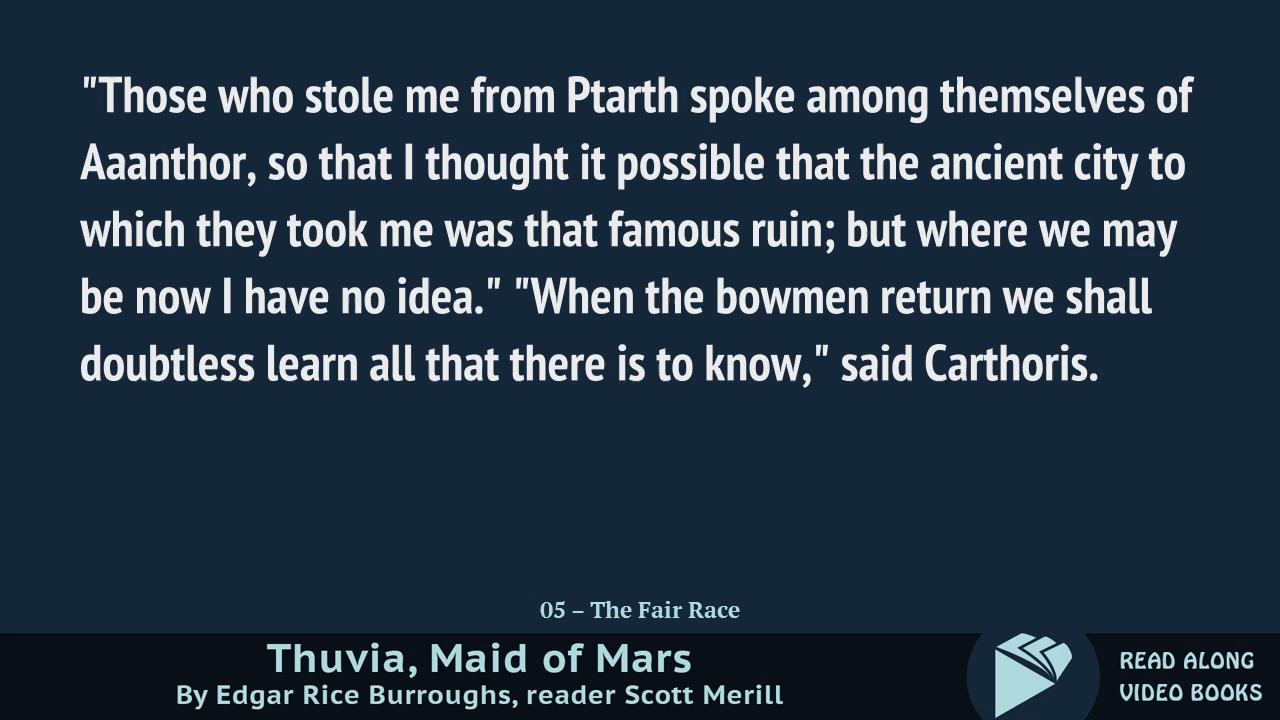 "Those who stole me from Ptarth spoke among themselves of
Aaanthor, so that I thought it possible that the ancient city to
which they took me was that famous ruin; but where we may
be now I have no idea." "When the bowmen return we shall
doubtless learn all that there is to know," said Carthoris.
05 – The Fair Race
Thuvia, Maid of Mars
By Edgar Rice Burroughs, reader Scott Merill
READ ALONG
VIDEO BOOKS